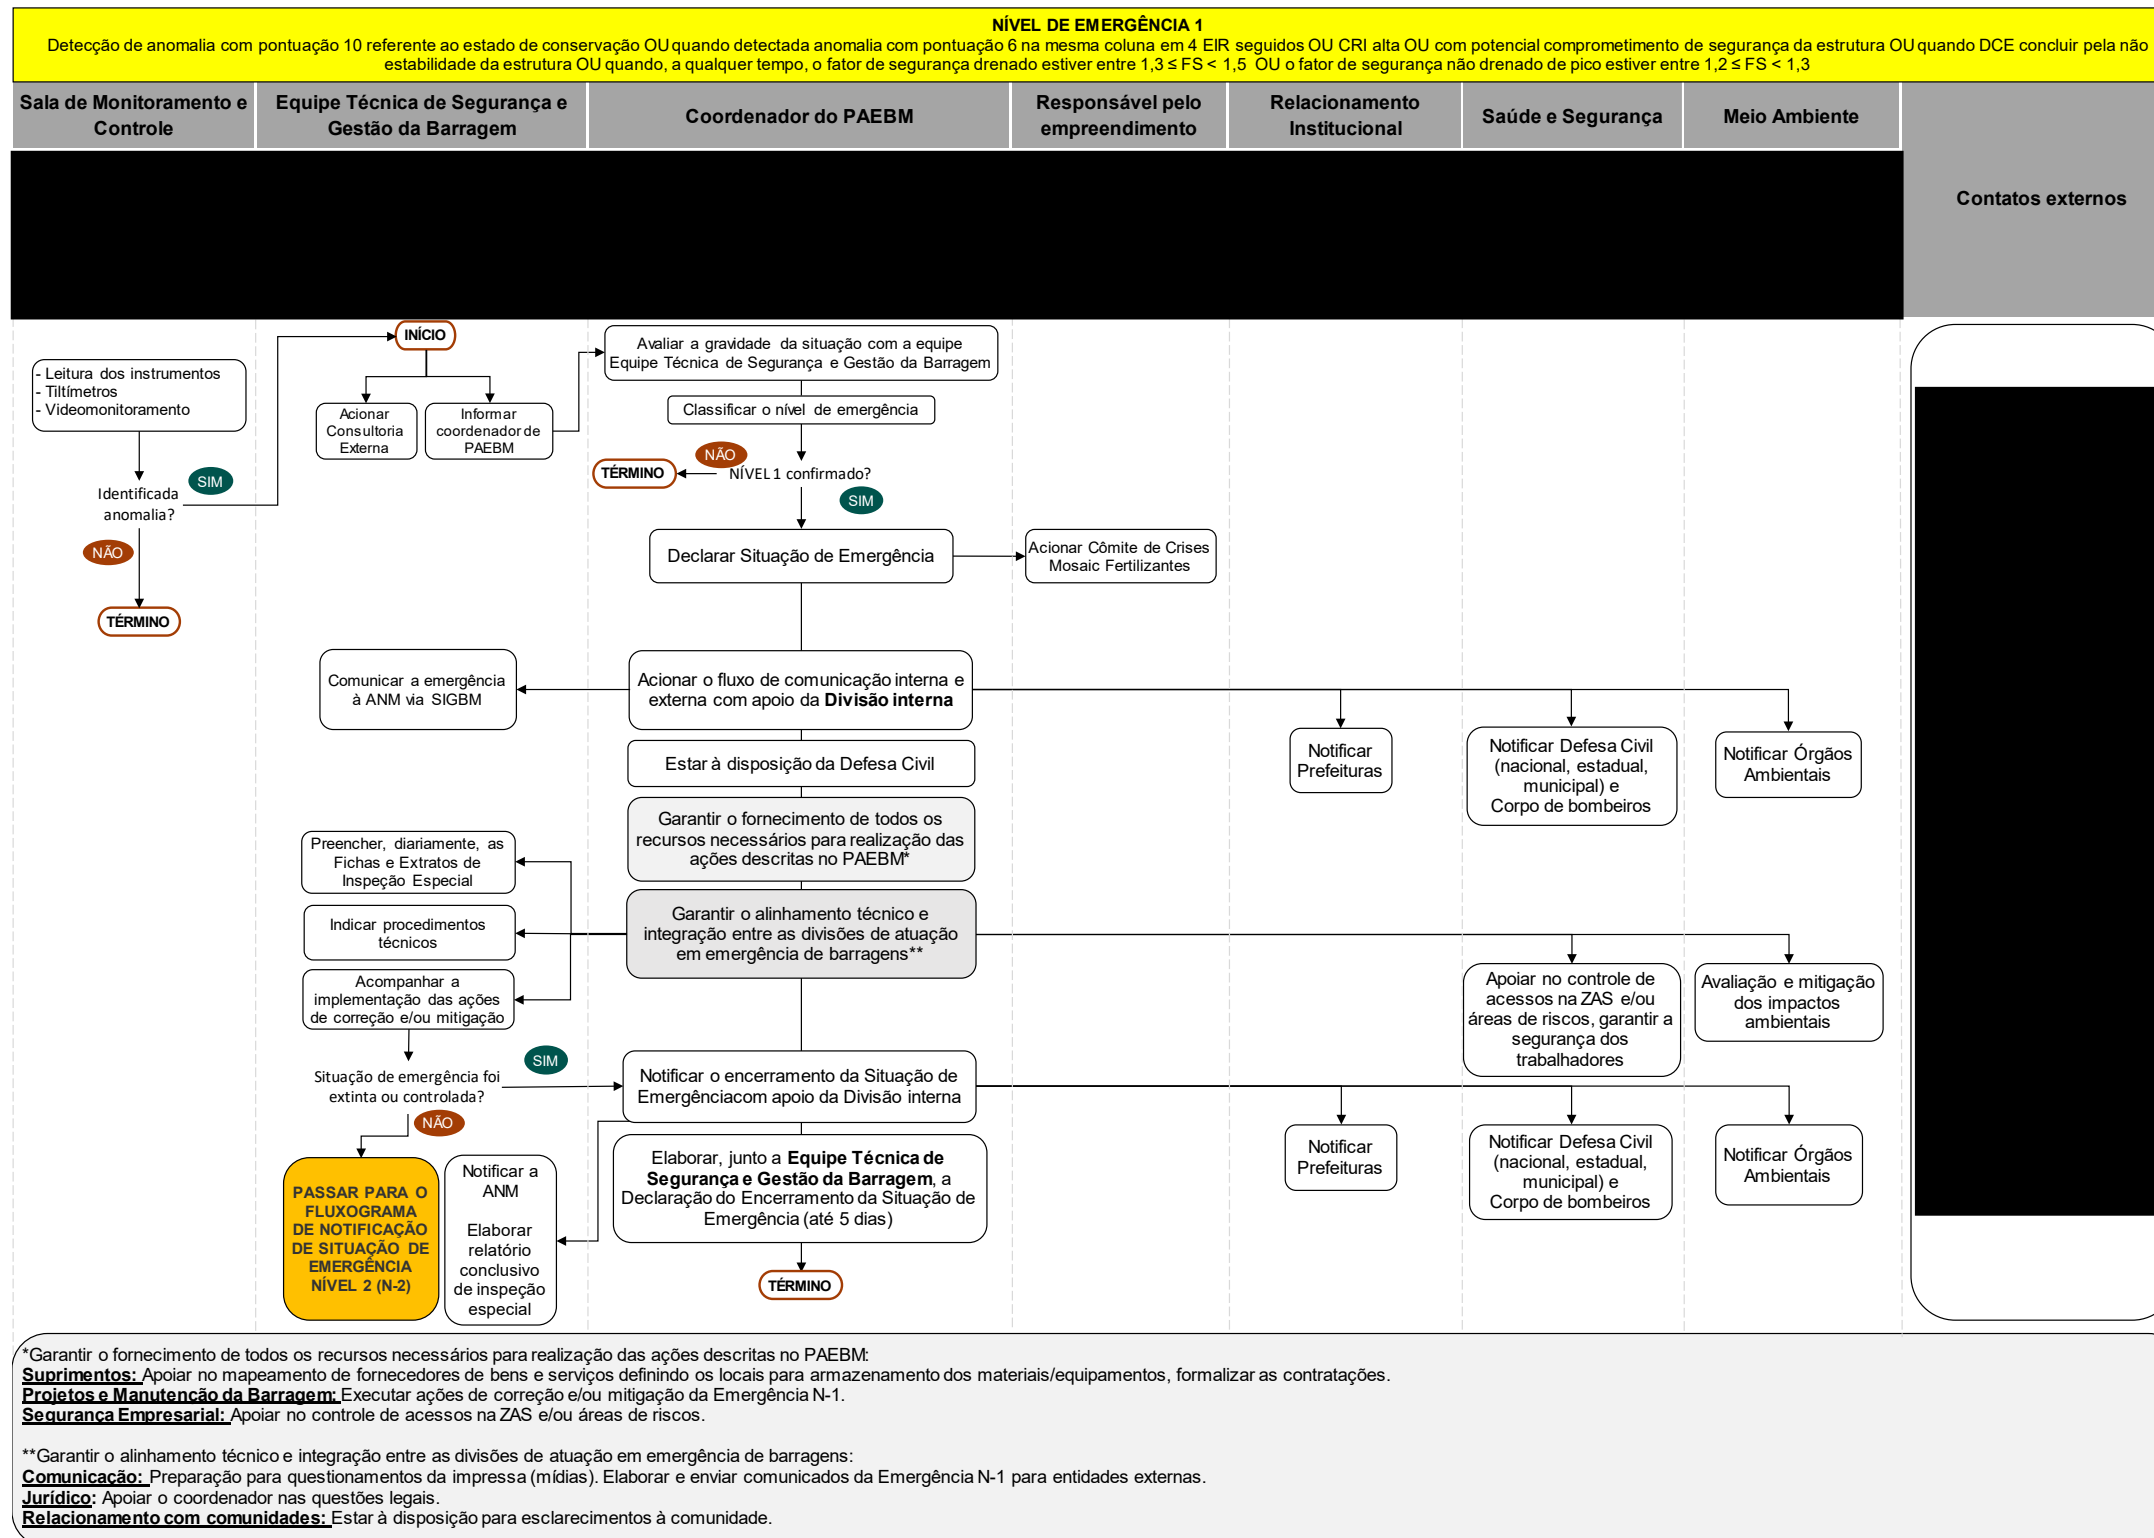 NÍVEL DE EMERGÊNCIA 1
Detecção de anomalia com pontuação 10 referente ao estado de conservação OU quando detectada anomalia com pontuação 6 na mesma coluna em 4 EIR seguidos OU CRI alta OU com potencial comprometimento de segurança da estrutura OU quando DCE concluir pela não
estabilidade da estrutura OU quando, a qualquer tempo, o fator de segurança drenado estiver entre 1,3 ≤ FS < 1,5 OU o fator de segurança não drenado de pico estiver entre 1,2 ≤ FS < 1,3
Sala de Monitoramento e
Controle
Equipe Técnica de Segurança e
Gestão da Barragem
Coordenador do PAEBM
Responsável pelo
empreendimento
Relacionamento
Institucional
Saúde e Segurança
Meio Ambiente
Contatos externos
INÍCIO
- Leitura dos instrumentos
- Tiltímetros
- Videomonitoramento
Acionar
Consultoria
Externa
Informar
coordenador de
PAEBM
Avaliar a gravidade da situação com a equipe
Equipe Técnica de Segurança e Gestão da Barragem
Classificar o nível de emergência
NÃO
TÉRMINO
NÍVEL 1 confirmado?
SIM
SIM
Identificada
anomalia?
NÃO
TÉRMINO
Declarar Situação de Emergência
Acionar Cômite de Crises
Mosaic Fertilizantes
Comunicar a emergência
à ANM via SIGBM
Acionar o fluxo de comunicação interna e
externa com apoio da Divisão interna
Estar à disposição da Defesa Civil
Notificar
Prefeituras
Notificar Defesa Civil
(nacional, estadual,
municipal) e
Corpo de bombeiros
Notificar Órgãos
Ambientais
Garantir o fornecimento de todos os
recursos necessários para realização das
ações descritas no PAEBM*
Preencher, diariamente, as
Fichas e Extratos de
Inspeção Especial
Indicar procedimentos
técnicos
Garantir o alinhamento técnico e
integração entre as divisões de atuação
em emergência de barragens**
Acompanhar a
implementação das ações
de correção e/ou mitigação
Apoiar no controle de
acessos na ZAS e/ou
áreas de riscos, garantir a
segurança dos
trabalhadores
Avaliação e mitigação
dos impactos
ambientais
SIM
Situação de emergência foi
extinta ou controlada?
NÃO
Notificar o encerramento da Situação de
Emergênciacom apoio da Divisão interna
PASSAR PARA O
FLUXOGRAMA
DE NOTIFICAÇÃO
DE SITUAÇÃO DE
EMERGÊNCIA
NÍVEL 2 (N-2)
Notificar a
ANM
Elaborar
relatório
conclusivo
de inspeção
especial
Elaborar, junto a Equipe Técnica de
Segurança e Gestão da Barragem, a
Declaração do Encerramento da Situação de
Emergência (até 5 dias)
TÉRMINO
Notificar
Prefeituras
Notificar Defesa Civil
(nacional, estadual,
municipal) e
Corpo de bombeiros
Notificar Órgãos
Ambientais
*Garantir o fornecimento de todos os recursos necessários para realização das ações descritas no PAEBM:
Suprimentos: Apoiar no mapeamento de fornecedores de bens e serviços definindo os locais para armazenamento dos materiais/equipamentos, formalizar as contratações.
Projetos e Manutenção da Barragem: Executar ações de correção e/ou mitigação da Emergência N-1.
Segurança Empresarial: Apoiar no controle de acessos na ZAS e/ou áreas de riscos.
**Garantir o alinhamento técnico e integração entre as divisões de atuação em emergência de barragens:
Comunicação: Preparação para questionamentos da impressa (mídias). Elaborar e enviar comunicados da Emergência N-1 para entidades externas.
Jurídico: Apoiar o coordenador nas questões legais.
Relacionamento com comunidades: Estar à disposição para esclarecimentos à comunidade.